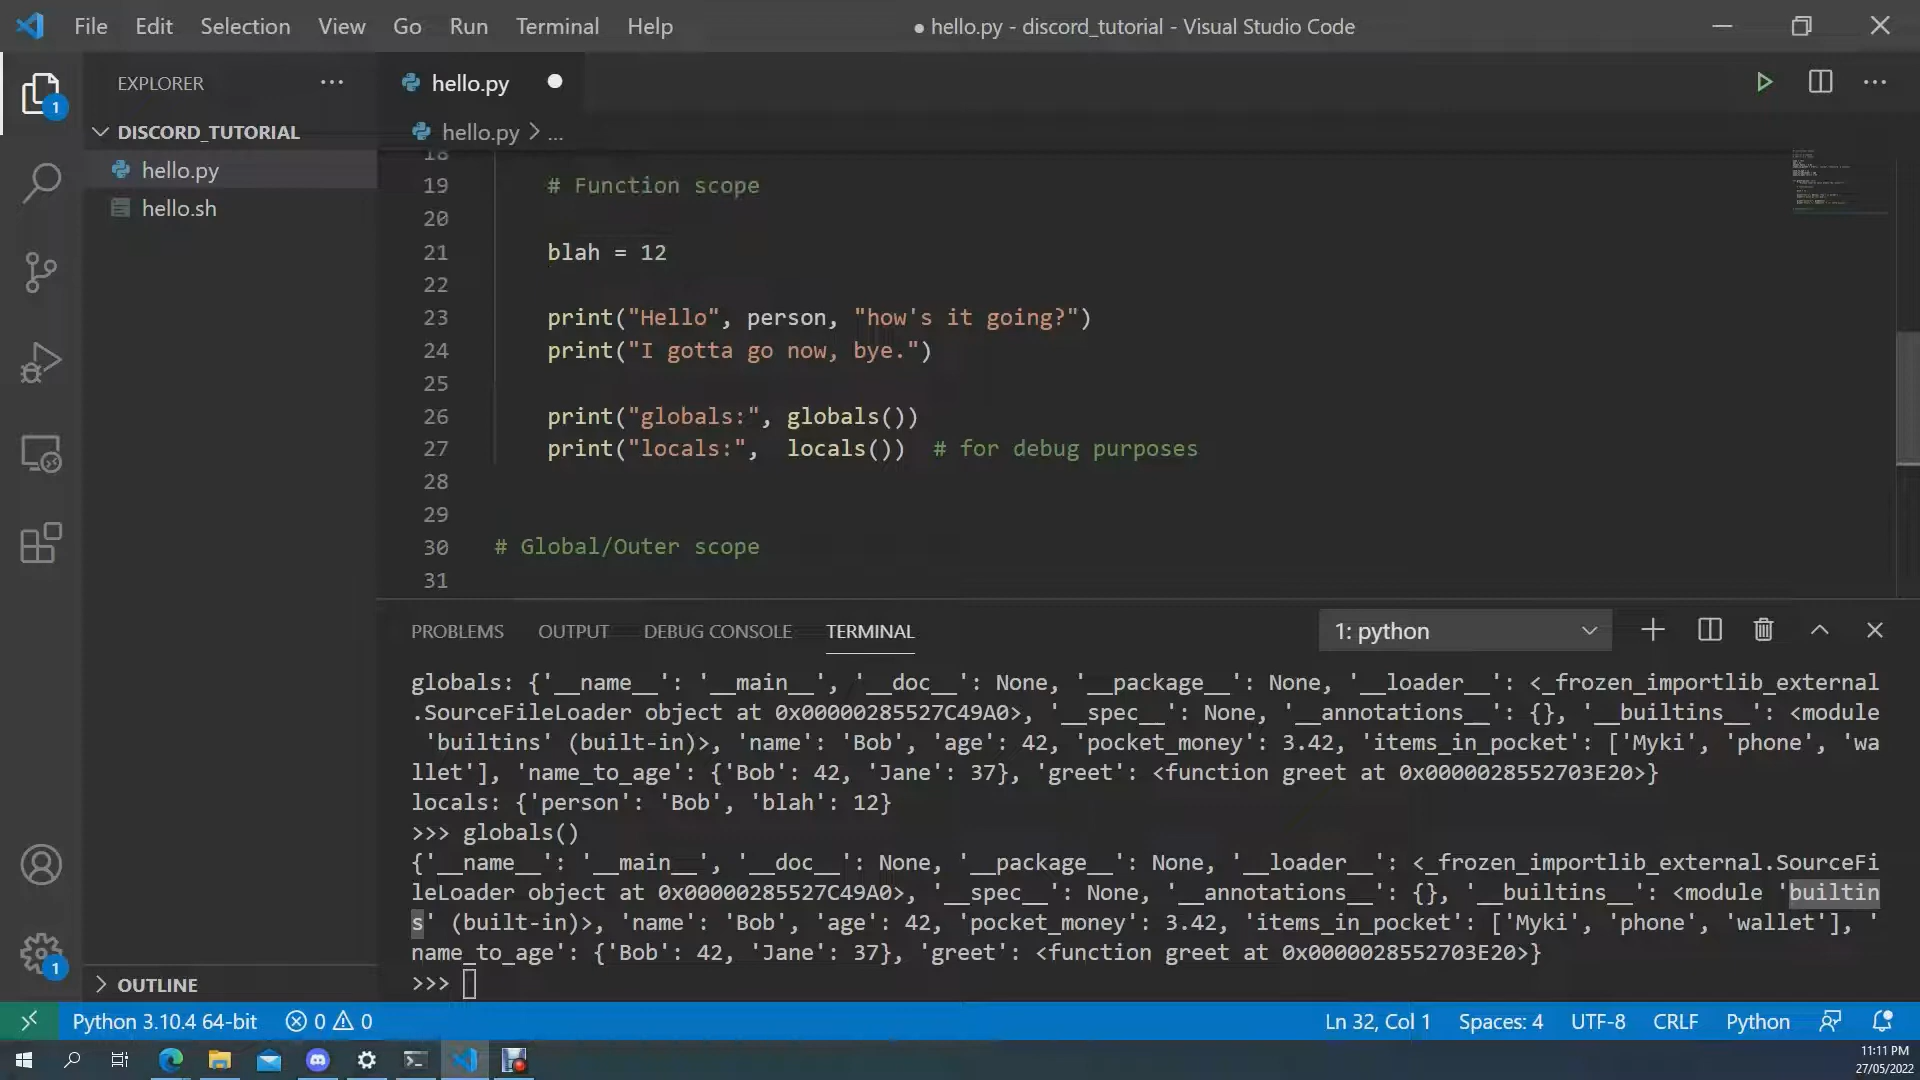 File Edit Selection View Go Run Terminal Help
● hello.py - discord_tutorial - Visual Studio Code
EXPLORER
hello.py
1
DISCORD_TUTORIAL
hello.py > ...
hello.py
hello.sh
18
19 # Function scope
20
21 blah = 12
22
23 print("Hello", person, "how's it going?")
24 print("I gotta go now, bye.")
25
26 print("globals:", globals())
27 print("locals:",  locals())  # for debug purposes
28
29
30 # Global/Outer scope
31
PROBLEMS OUTPUT DEBUG CONSOLE TERMINAL 1: python
globals: {'__name__': '__main__', '__doc__': None, '__package__': None, '__loader__': <_frozen_importlib_external
.SourceFileLoader object at 0x00000285527C49A0>, '__spec__': None, '__annotations__': {}, '__builtins__': <module
 'builtins' (built-in)>, 'name': 'Bob', 'age': 42, 'pocket_money': 3.42, 'items_in_pocket': ['Myki', 'phone', 'wa
llet'], 'name_to_age': {'Bob': 42, 'Jane': 37}, 'greet': <function greet at 0x0000028552703E20>}
locals: {'person': 'Bob', 'blah': 12}
>>> globals()
{'__name__': '__main__', '__doc__': None, '__package__': None, '__loader__': <_frozen_importlib_external.SourceFi
leLoader object at 0x00000285527C49A0>, '__spec__': None, '__annotations__': {}, '__builtins__': <module 'builtin
s' (built-in)>, 'name': 'Bob', 'age': 42, 'pocket_money': 3.42, 'items_in_pocket': ['Myki', 'phone', 'wallet'], '
name_to_age': {'Bob': 42, 'Jane': 37}, 'greet': <function greet at 0x0000028552703E20>}
>>>
1
OUTLINE
Python 3.10.4 64-bit 0 0 Ln 32, Col 1 Spaces: 4 UTF-8 CRLF Python
11:11 PM
27/05/2022